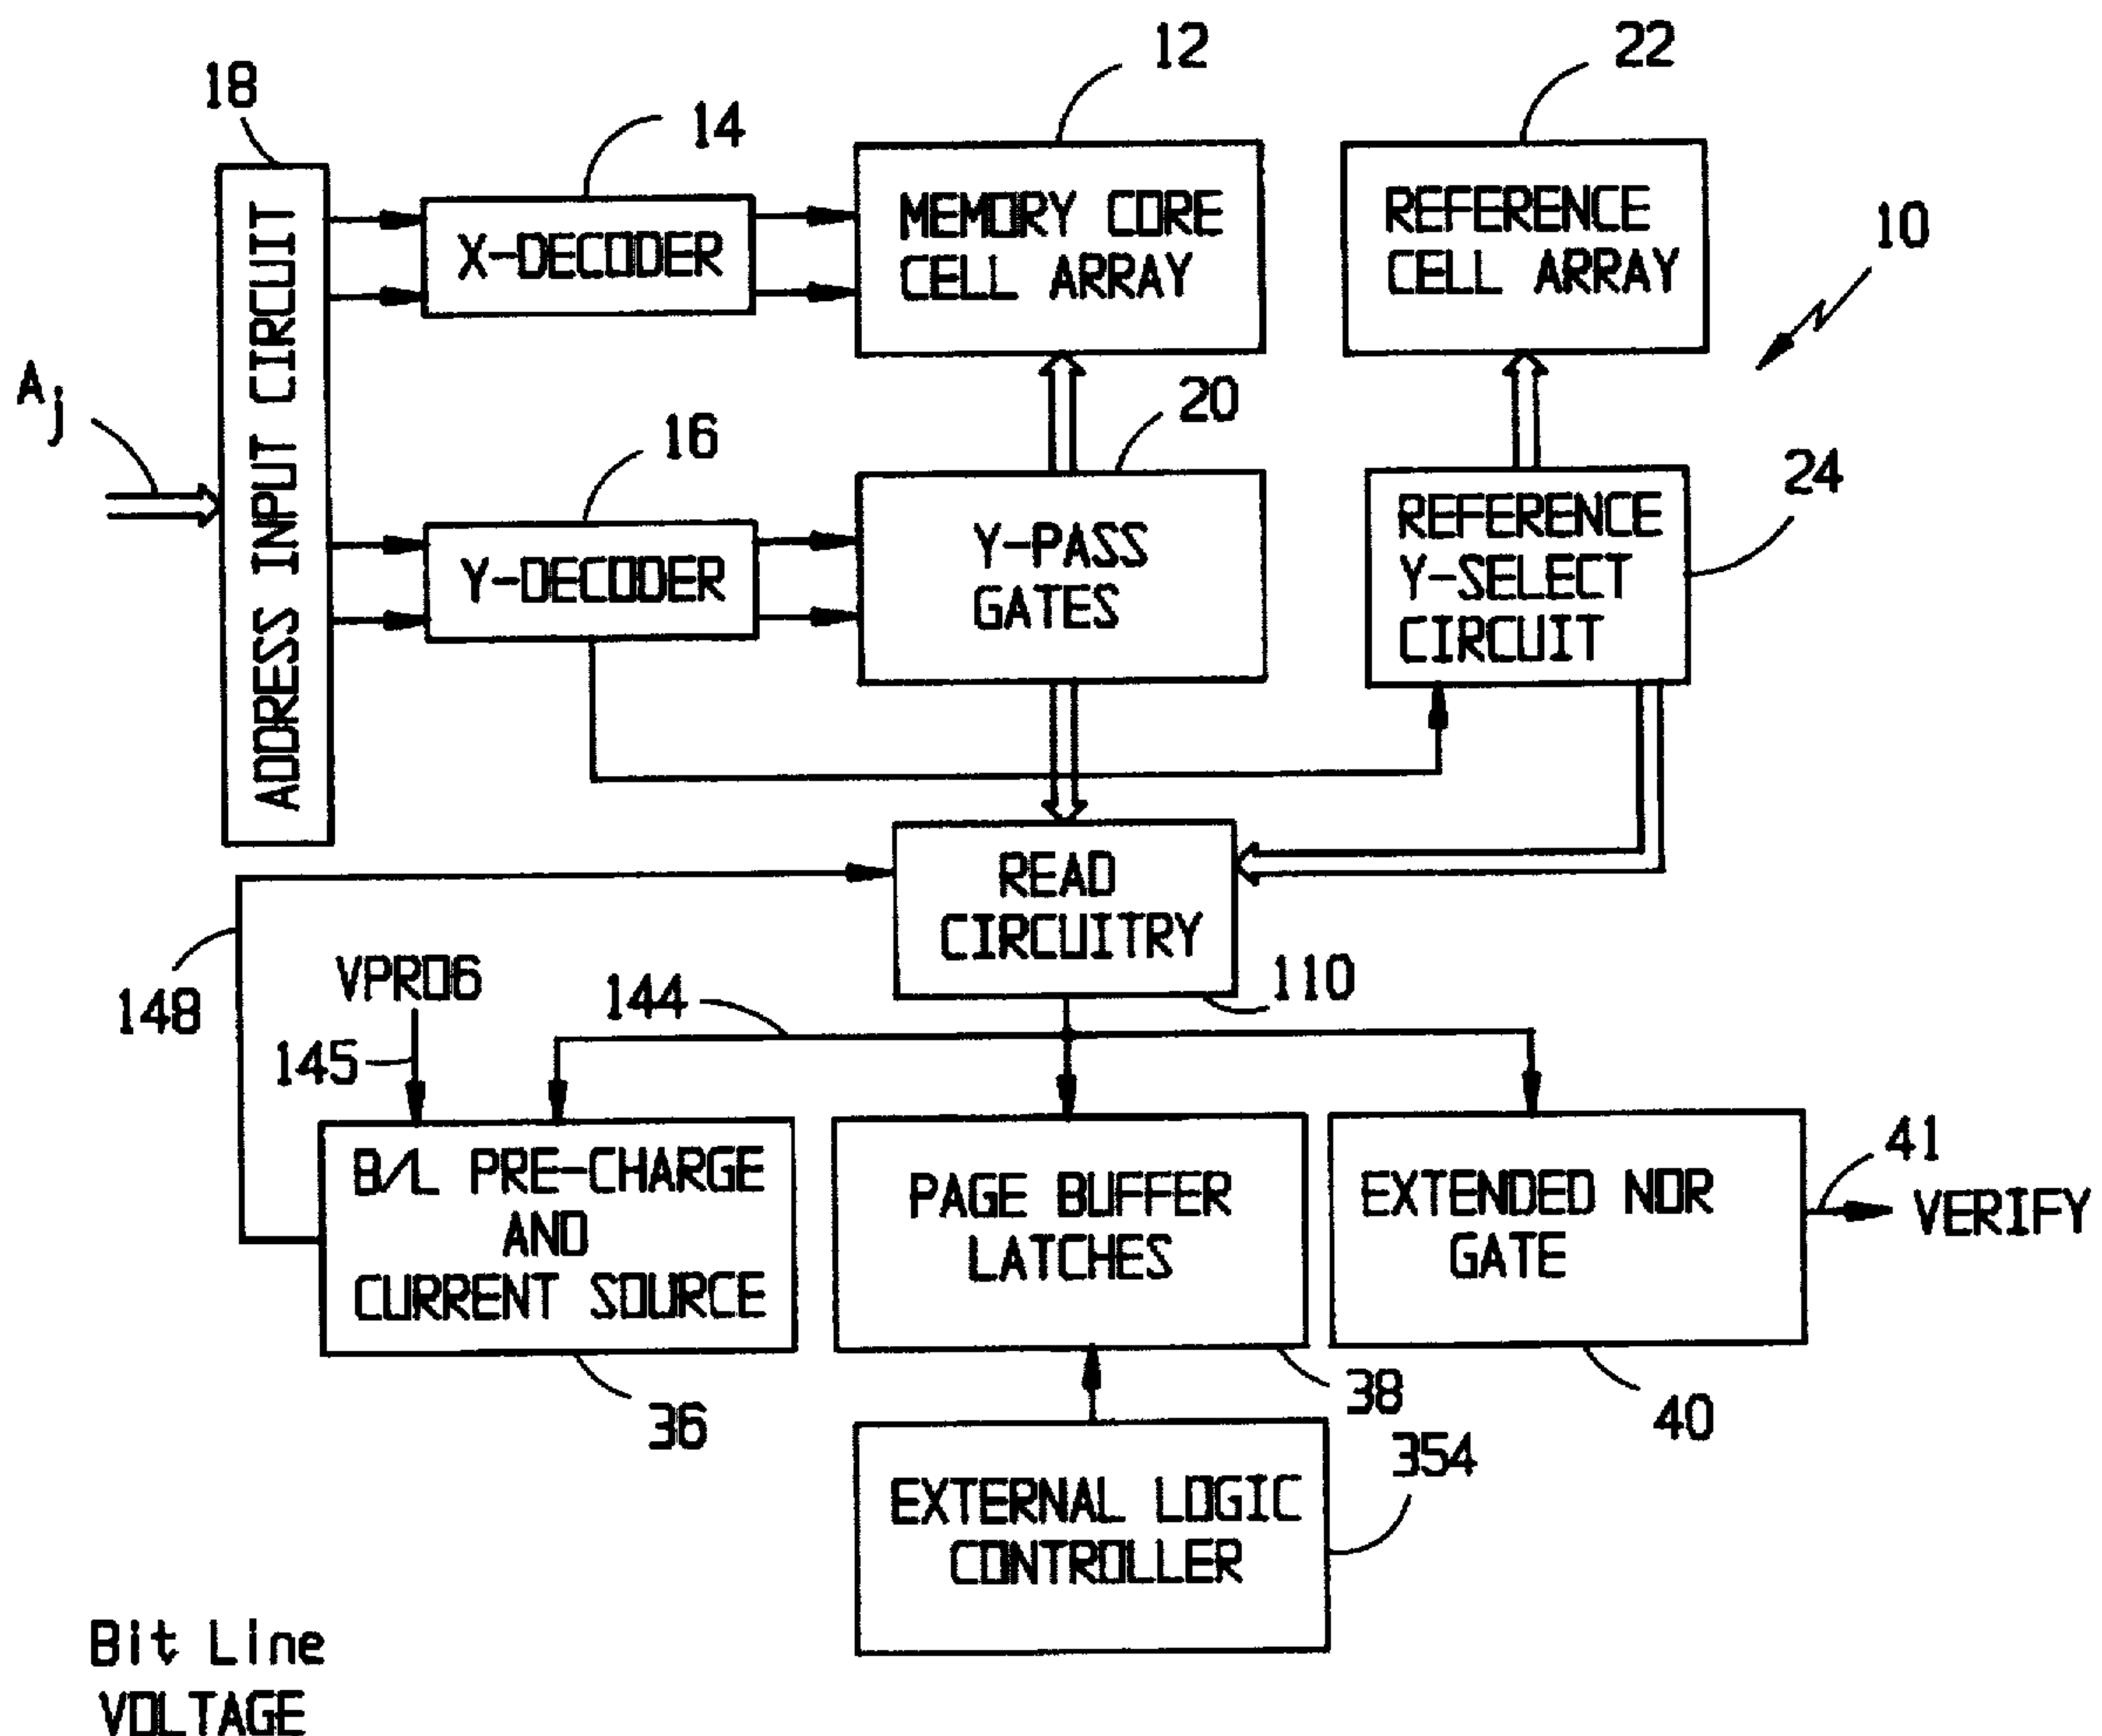 12
22
18
14
MEMORY CORE
CELL ARRAY
REFERENCE
CELL ARRAY
10
X-DECODER
ADDRESS INPUT CIRCUIT
Aj
20
16
24
Y-PASS
GATES
REFERENCE
Y-SELECT
CIRCUIT
Y-DECODER
READ
CIRCUITRY
110
148
VPRO6
144
145
B/L PRE-CHARGE
AND
CURRENT SOURCE
PAGE BUFFER
LATCHES
EXTENDED NOR
GATE
41
VERIFY
36
38
40
354
EXTERNAL LOGIC
CONTROLLER
Bit Line
VOLTAGE